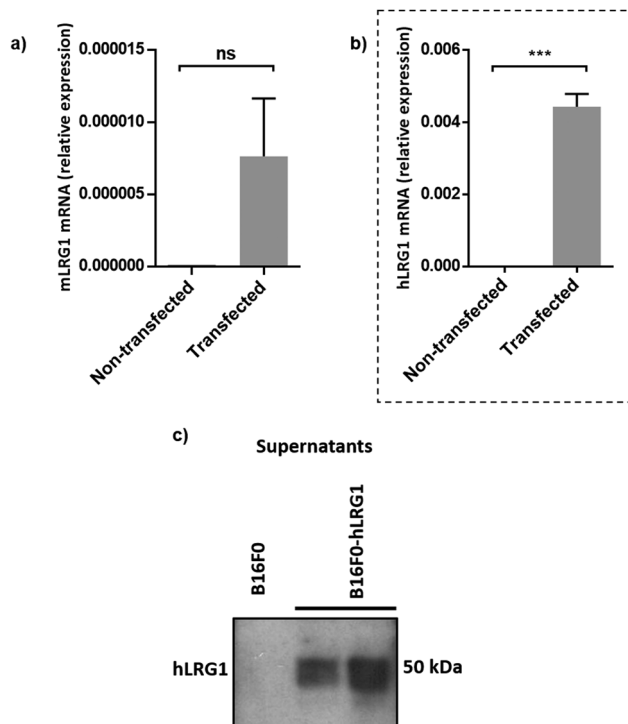 a)
ns
mLRG1 mRNA (relative expression)
0.000015
0.000010
0.000005
0.000000
Non-transfected
Transfected
b)
***
hLRG1 mRNA (relative expression)
0.006
0.004
0.002
0.000
Non-transfected
Transfected
c)
Supernatants
B16F0
B16F0-hLRG1
hLRG1
50 kDa